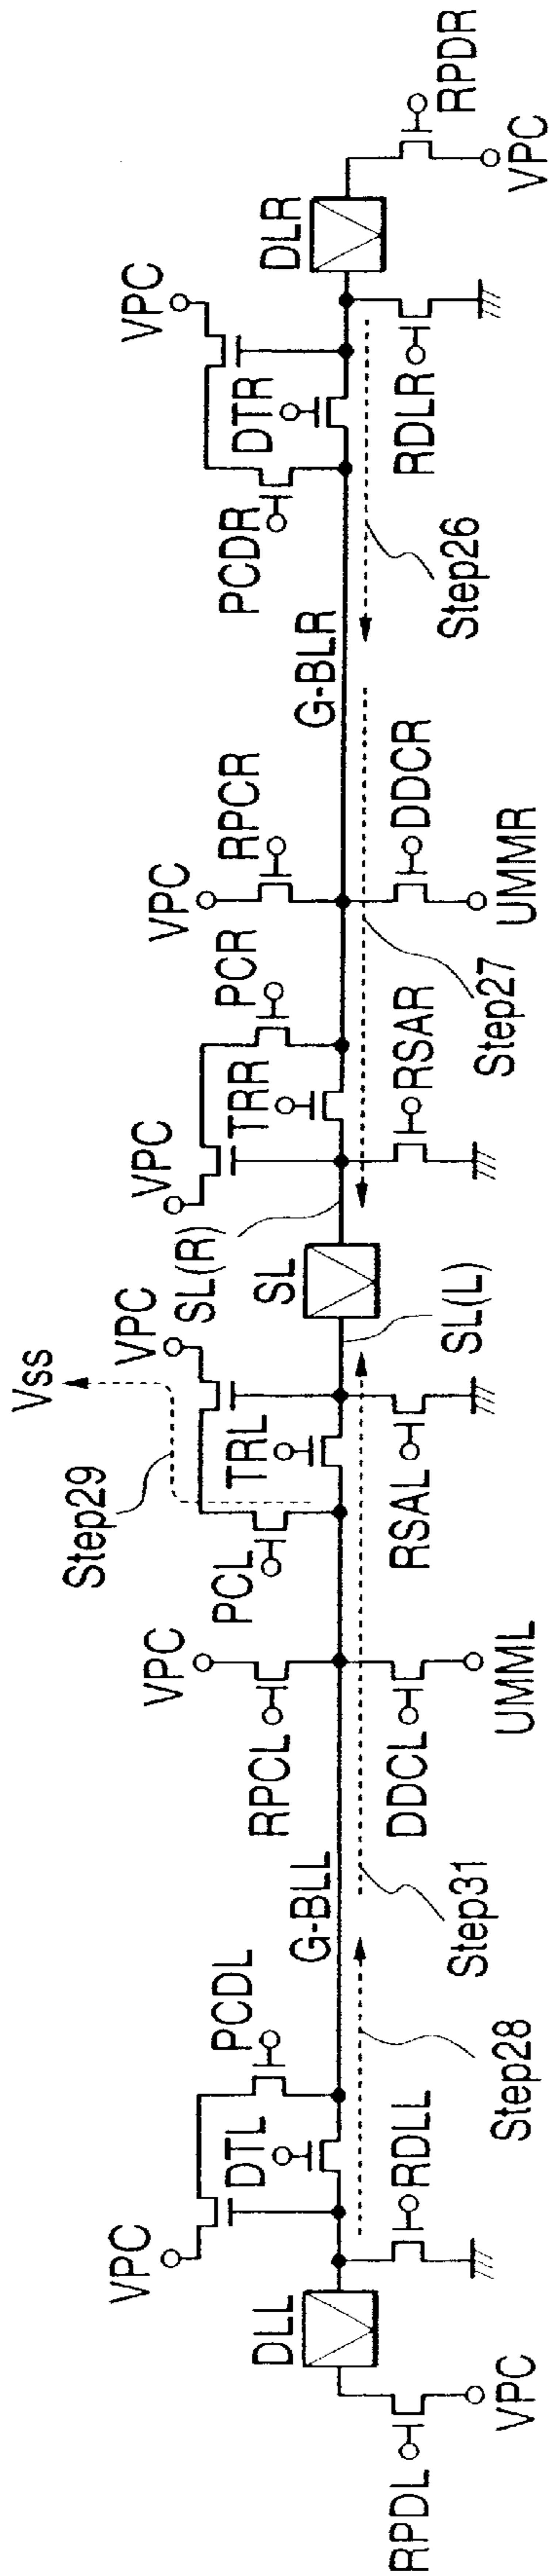 RPDR
VPC
DLR
VPC
DTR
PCDR
RDLR
Step26
G-BLR
RPCR
VPC
DDCR
UMMR
PCR
TRR
VPC
RSAR
Step27
SL(R)
SL
SL(L)
VPC
Vss
TRL
Step29
PCL
RSAL
VPC
RPCL
DDCL
UMML
G-BLL
Step31
PCDL
DTL
VPC
RDLL
Step28
DLL
VPC
RPDL